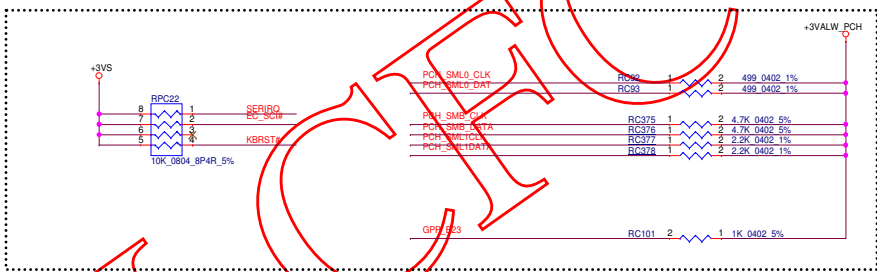 +3VALW_PCH
+3VS
PCH_SML0_CLK RC92 1 2 499_0402_1%
PCH_SML0_DAT RC93 1 2 499_0402_1%
RPC22
8 1 SERIRQ
7 2 EC_SCI#
6 3
5 4 KBRST#
10K_0804_8P4R_5%
PCH_SMB_CLK RC375 1 2 4.7K_0402_5%
PCH_SMB_DATA RC376 1 2 4.7K_0402_5%
PCH_SML1CLK RC377 1 2 2.2K_0402_1%
PCH_SML1DATA RC378 1 2 2.2K_0402_1%
RC101 2 1 1K_0402_5%